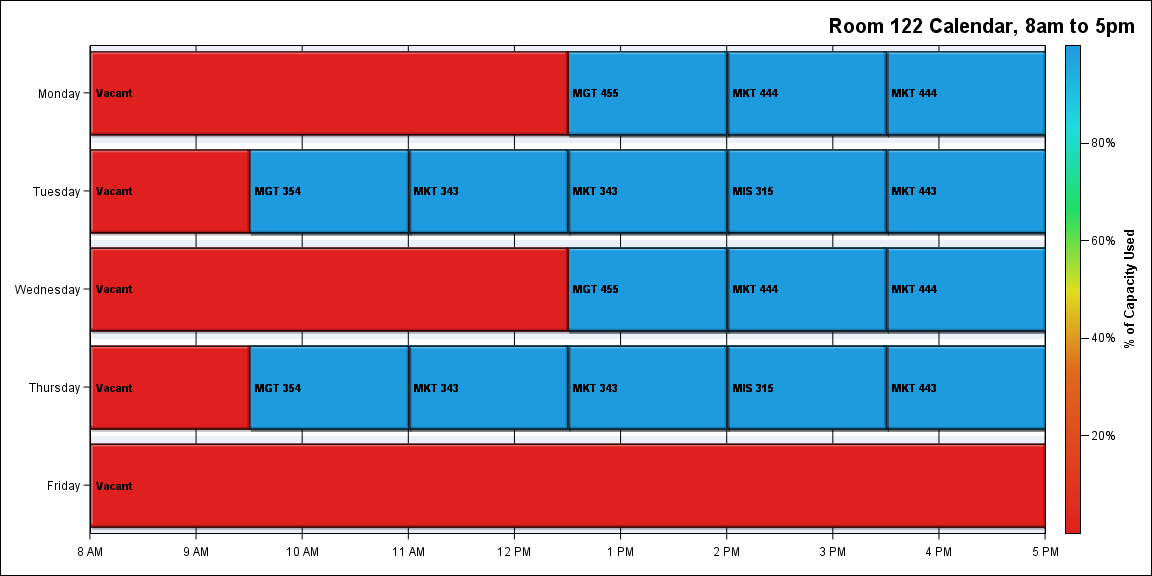 Room 122 Calendar, 8am to 5pm
Monday Vacant MGT 455 MKT 444 MKT 444
Tuesday Vacant MGT 354 MKT 343 MKT 343 MIS 315 MKT 443
Wednesday Vacant MGT 455 MKT 444 MKT 444
Thursday Vacant MGT 354 MKT 343 MKT 343 MIS 315 MKT 443
Friday Vacant
8 AM 9 AM 10 AM 11 AM 12 PM 1 PM 2 PM 3 PM 4 PM 5 PM
80%
60%
40%
20%
% of Capacity Used